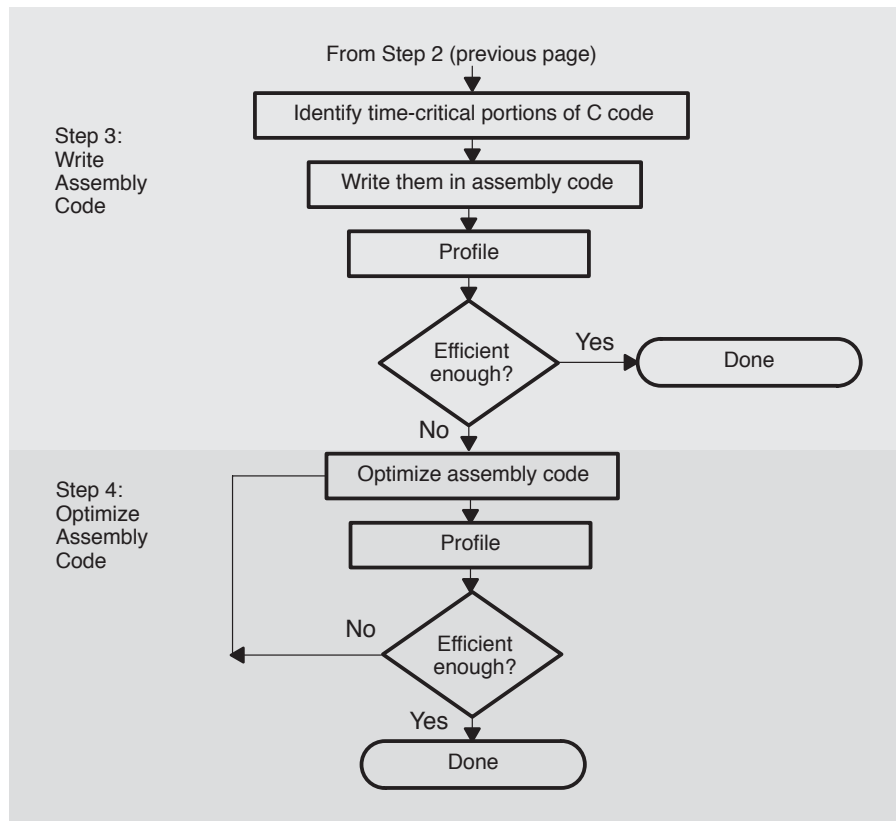 From Step 2 (previous page)
Identify time-critical portions of C code
Step 3:
Write
Assembly
Code
Write them in assembly code
Profile
Efficient
enough?
Yes
Done
No
Optimize assembly code
Step 4:
Optimize
Assembly
Code
Profile
No
Efficient
enough?
Yes
Done